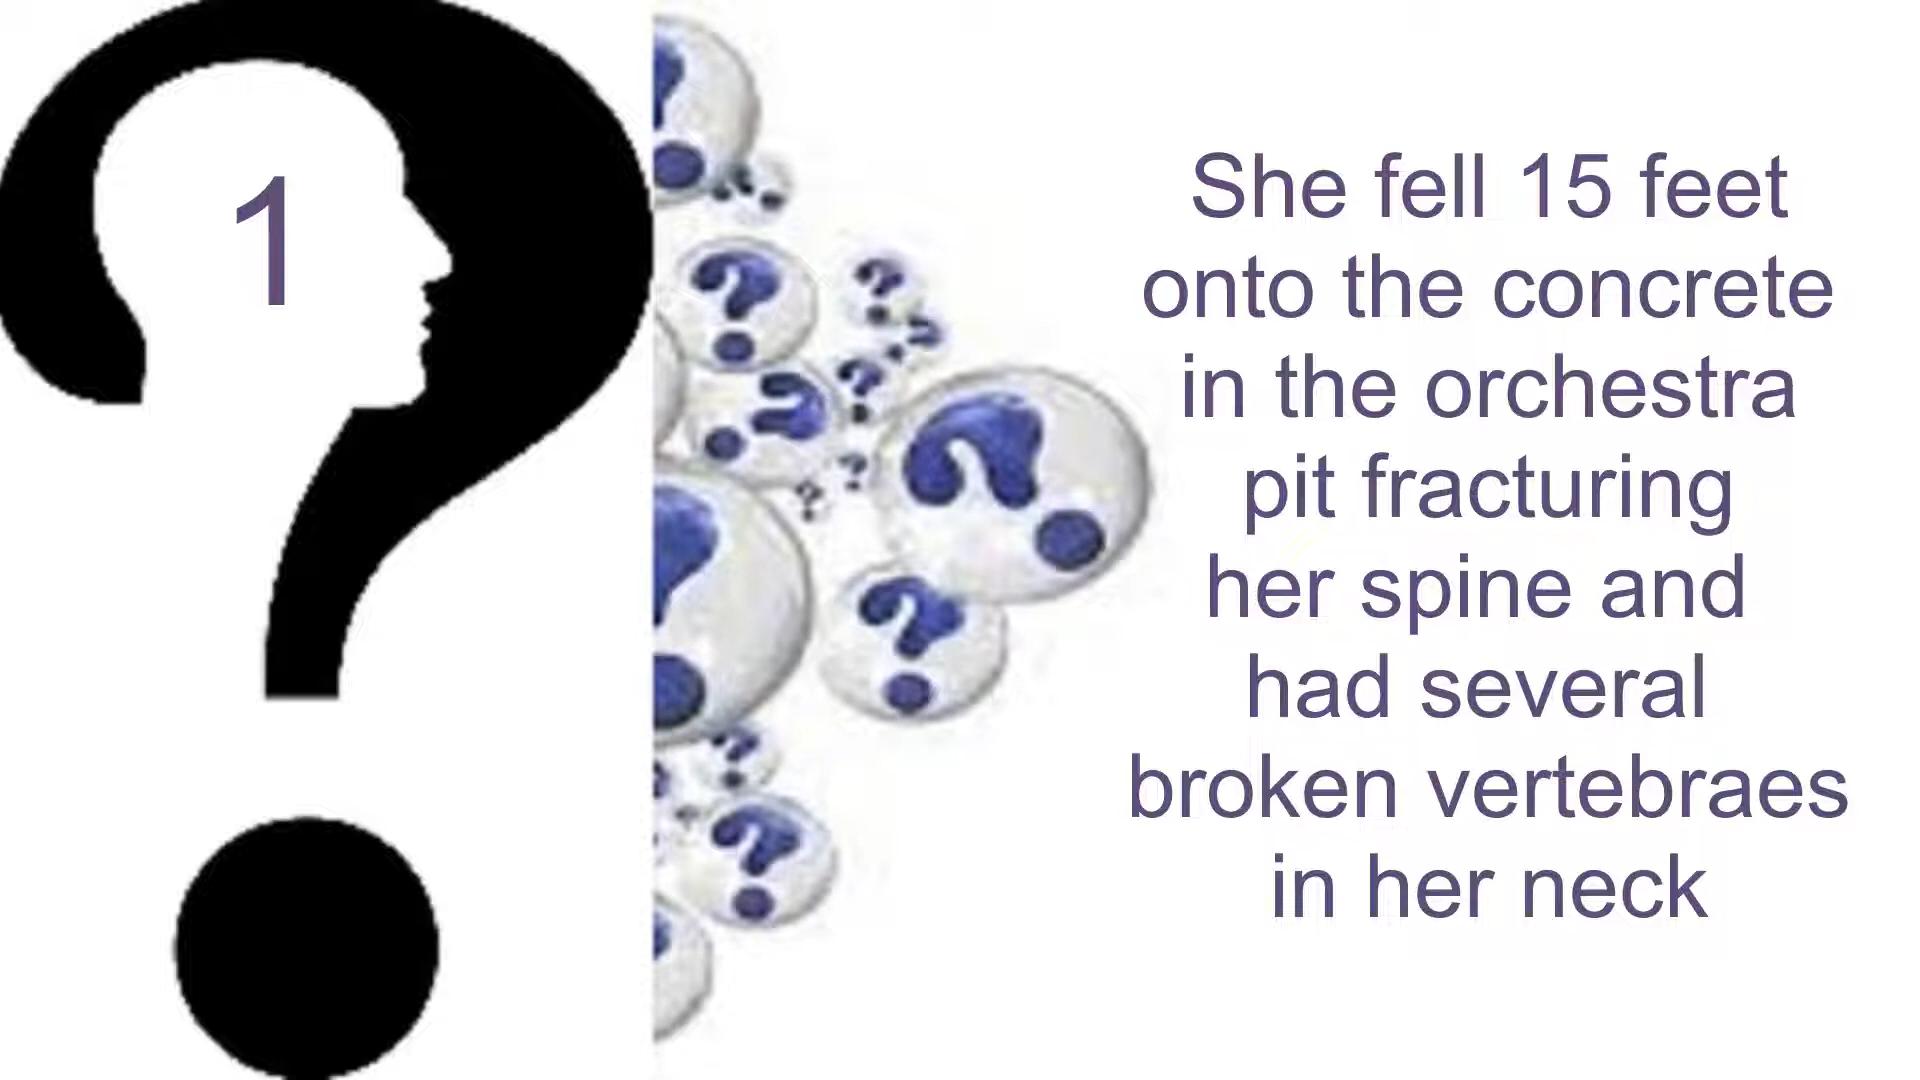 1
She fell 15 feet
onto the concrete
in the orchestra
pit fracturing
her spine and
had several
broken vertebraes
in her neck